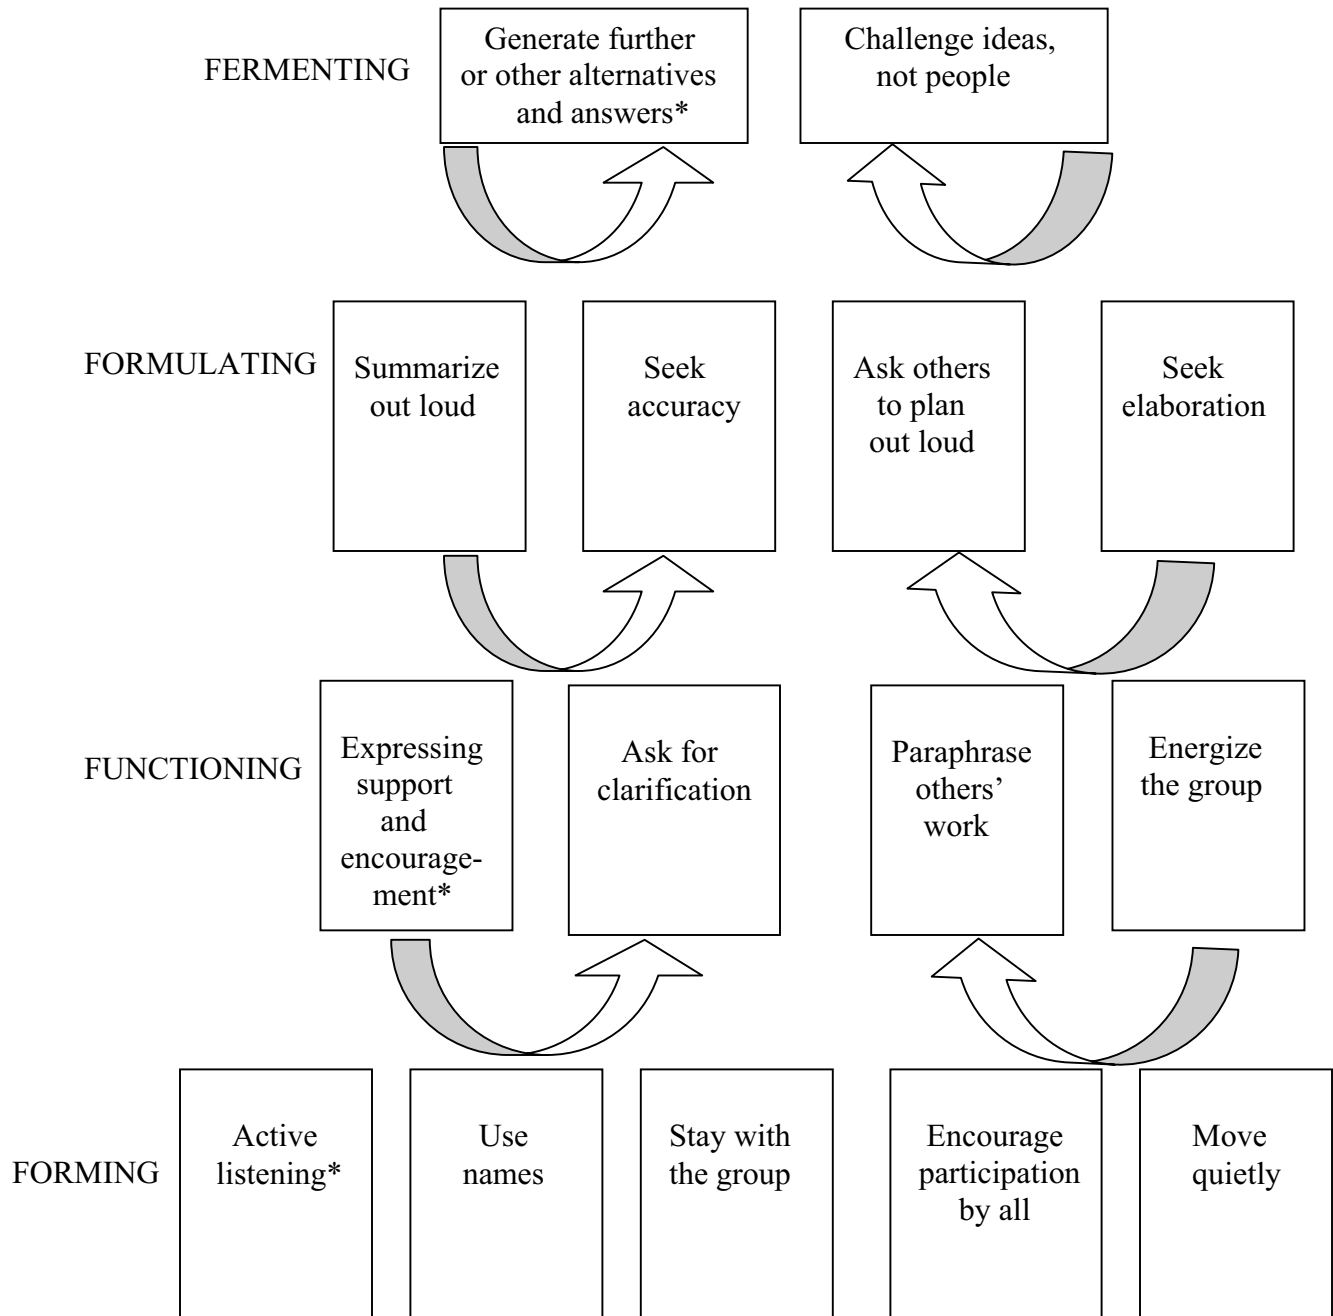 FERMENTING
Generate further
or other alternatives
and answers*
Challenge ideas,
not people
FORMULATING
Summarize
out loud
Seek
accuracy
Ask others
to plan
out loud
Seek
elaboration
FUNCTIONING
Expressing
support
and
encourage-
ment*
Ask for
clarification
Paraphrase
others’
work
Energize
the group
FORMING
Active
listening*
Use
names
Stay with
the group
Encourage
participation
by all
Move
quietly